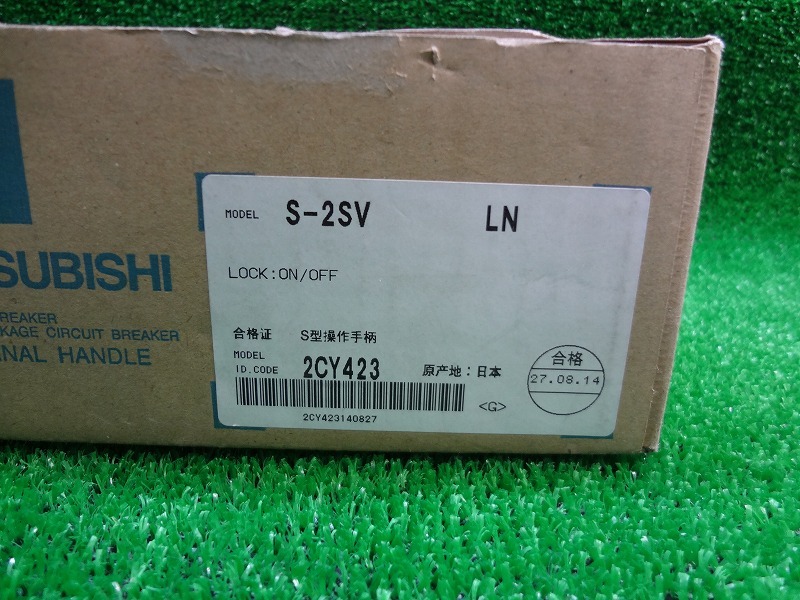 SUBISHI
REAKER
KAGE CIRCUIT BREAKER
NAL HANDLE
MODEL S-2SV LN
LOCK:ON/OFF
合格证 S型操作手柄
MODEL
ID.CODE 2CY423 原产地:日本
2CY423140827
<G>
合格
27.08.14